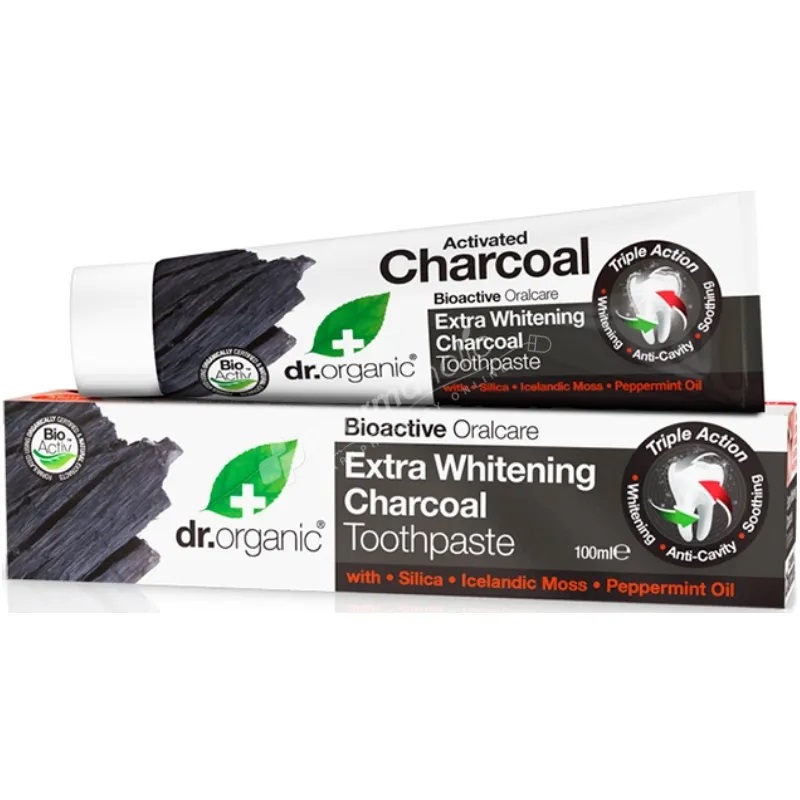 Activated
Charcoal
Bioactive Oralcare
Extra Whitening
Charcoal
Toothpaste
with • Silica • Icelandic Moss • Peppermint Oil
dr.organic®
Bio
Activ
Triple Action
• Whitening • Anti-Cavity • Soothing
Bioactive Oralcare
Extra Whitening
Charcoal
Toothpaste
100ml℮
with • Silica • Icelandic Moss • Peppermint Oil
dr.organic®
Bio
Activ
Triple Action
• Whitening • Anti-Cavity • Soothing